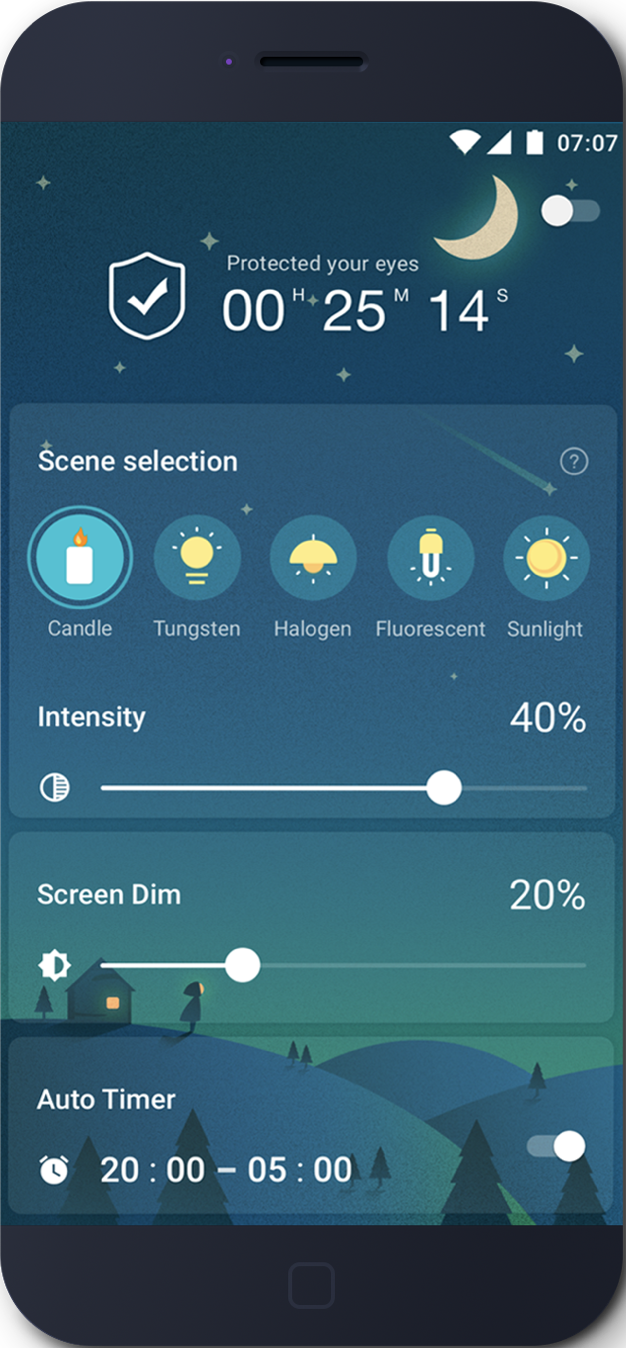 07:07
Protected your eyes
00 H 25 M 14 S
Scene selection
?
Candle Tungsten Halogen Fluorescent Sunlight
Intensity 40%
Screen Dim 20%
Auto Timer
20 : 00 – 05 : 00